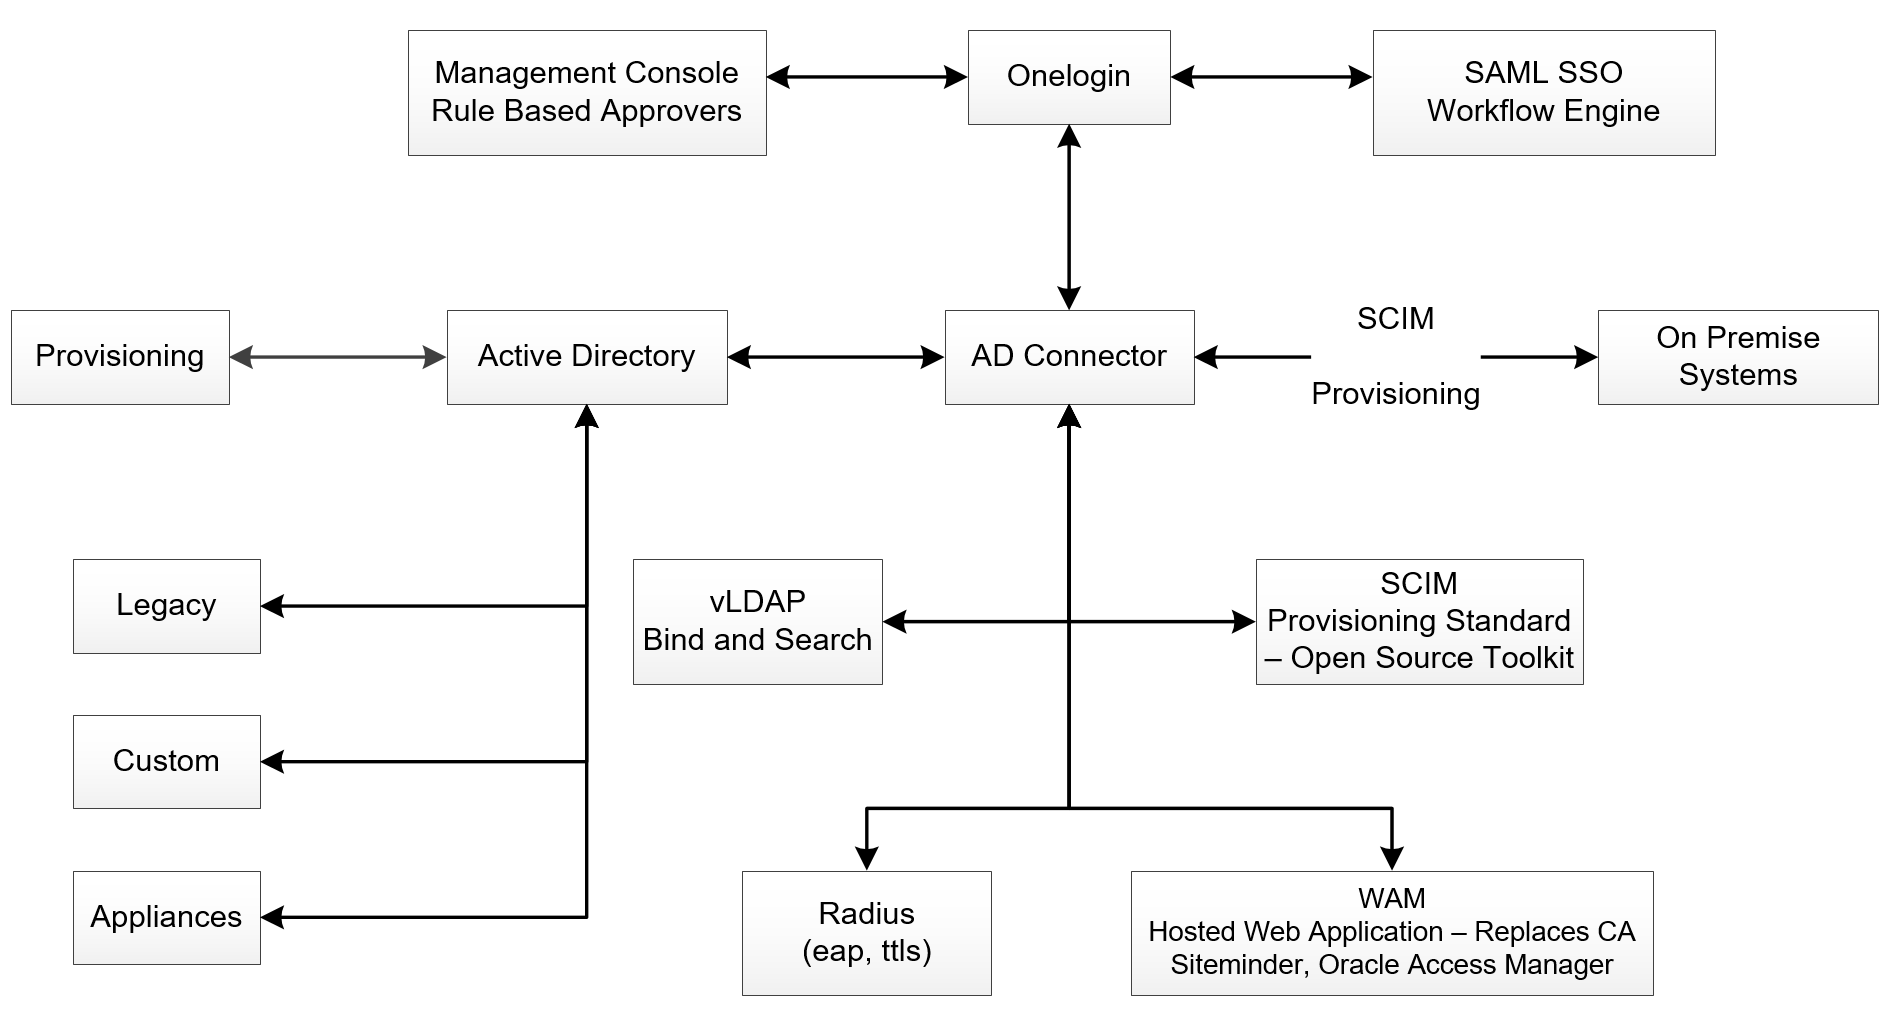 Management Console
Rule Based Approvers
Onelogin
SAML SSO
Workflow Engine
Provisioning
Active Directory
AD Connector
SCIM
Provisioning
On Premise
Systems
Legacy
vLDAP
Bind and Search
SCIM
Provisioning Standard
– Open Source Toolkit
Custom
Appliances
Radius
(eap, ttls)
WAM
Hosted Web Application – Replaces CA
Siteminder, Oracle Access Manager